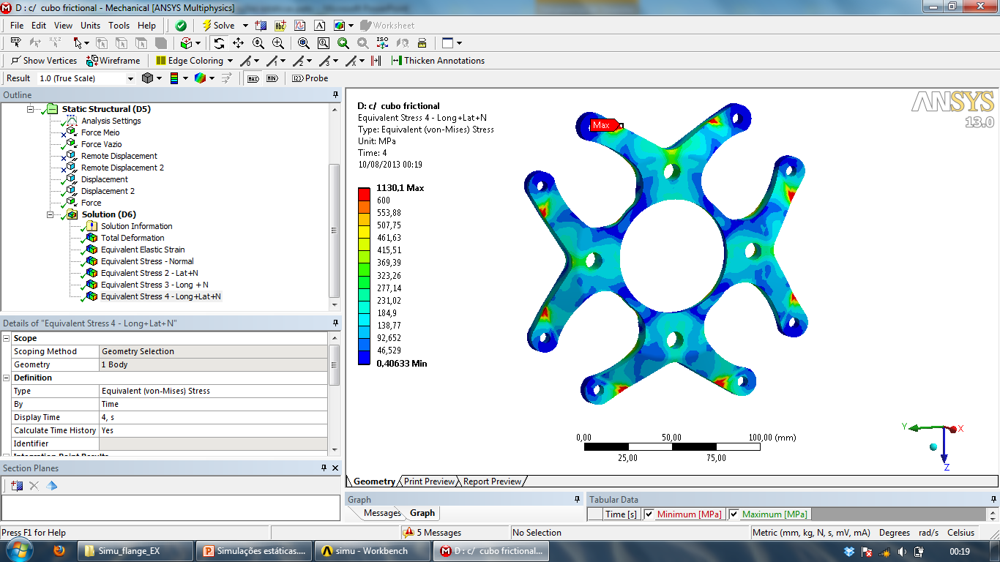 D : c/ cubo frictional - Mechanical [ANSYS Multiphysics]
File Edit View Units Tools Help Solve Worksheet
Show Vertices Wireframe Edge Coloring Thicken Annotations
Result 1.0 (True Scale) MAX MIN Probe
Outline
Static Structural (D5)
Analysis Settings
Force Meio
Force Vazio
Remote Displacement
Remote Displacement 2
Displacement
Displacement 2
Force
Solution (D6)
Solution Information
Total Deformation
Equivalent Elastic Strain
Equivalent Stress - Normal
Equivalent Stress 2 - Lat+N
Equivalent Stress 3 - Long + N
Equivalent Stress 4 - Long+Lat+N
Details of "Equivalent Stress 4 - Long+Lat+N"
Scope
Scoping Method Geometry Selection
Geometry 1 Body
Definition
Type Equivalent (von-Mises) Stress
By Time
Display Time 4, s
Calculate Time History Yes
Identifier
Integration Point Results
Section Planes
D: c/ cubo frictional
Equivalent Stress 4 - Long+Lat+N
Type: Equivalent (von-Mises) Stress
Unit: MPa
Time: 4
10/08/2013 00:19
1130,1 Max
600
553,88
507,75
461,63
415,51
369,39
323,26
277,14
231,02
184,9
138,77
92,652
46,529
0,40633 Min
Max
ANSYS
13.0
0,00 50,00 100,00 (mm)
25,00 75,00
Y X
Z
Geometry Print Preview Report Preview
Graph
Messages Graph
Tabular Data
Time [s] Minimum [MPa] Maximum [MPa]
Press F1 for Help 5 Messages No Selection Metric (mm, kg, N, s, mV, mA) Degrees rad/s Celsius
Simu_flange_EX Simulações estáticas.... simu - Workbench D : c/ cubo frictional... 00:19